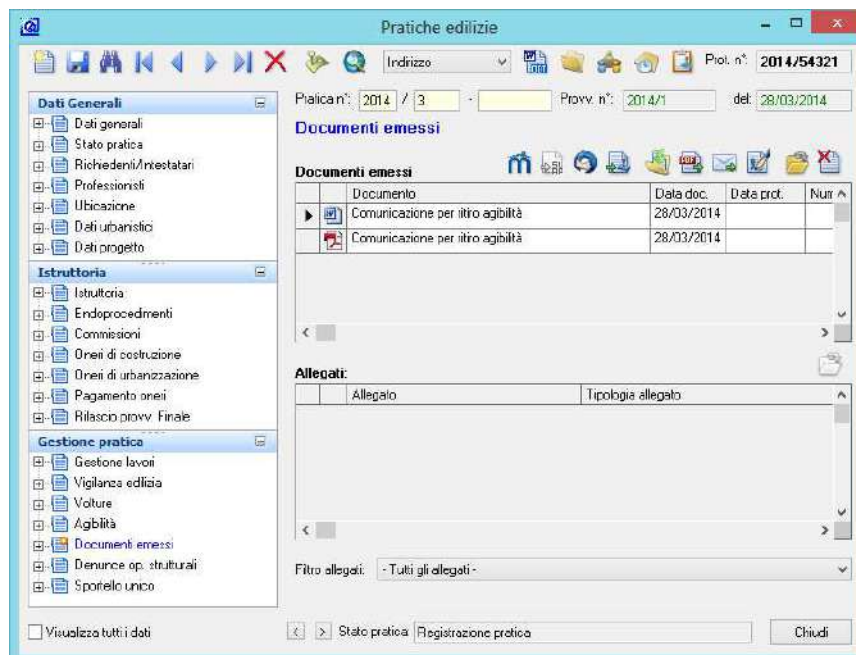 Pratiche edilizie
Indirizzo
Prot. n°: 2014/54321
Dati Generali
Dati generali
Stato pratica
Richiedenti/Intestatari
Professionisti
Ubicazione
Dati urbanistici
Dati progetto
Istruttoria
Istruttoria
Endoprocedimenti
Commissioni
Oneri di costruzione
Oneri di urbanizzazione
Pagamento oneri
Rilascio provv. Finale
Gestione pratica
Gestione lavori
Vigilanza edilizia
Volture
Agibilità
Documenti emessi
Denunce op. strutturali
Sportello unico
Visualizza tutti i dati
Pratica n°: 2014 / 3 - Provv. n°: 2014/1 del: 28/03/2014
Documenti emessi
Documenti emessi
Documento Data doc. Data prot. Num
Comunicazione per ritiro agibilità 28/03/2014
Comunicazione per ritiro agibilità 28/03/2014
Allegati:
Allegato Tipologia allegato
Filtro allegati: - Tutti gli allegati -
< > Stato pratica: Registrazione pratica Chiudi